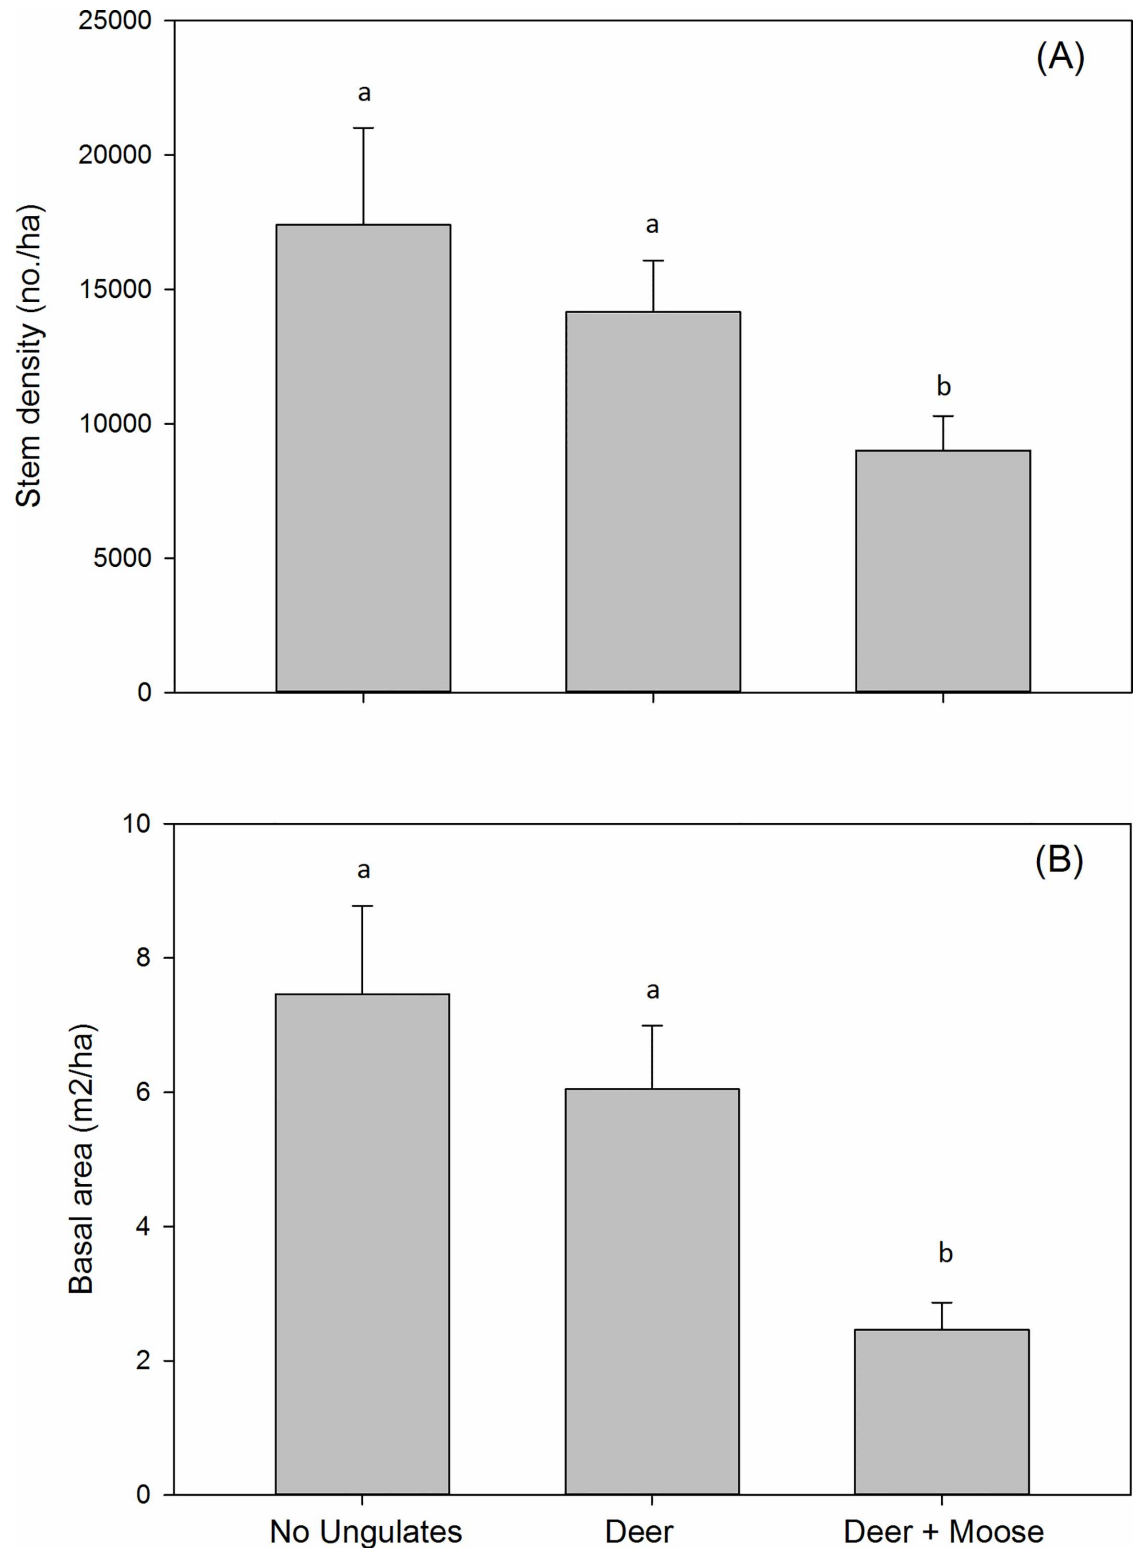 25000
(A)
a
20000
a
15000
b
10000
5000
0
Stem density (no./ha)
10
(B)
a
8
a
6
4
b
2
0
Basal area (m2/ha)
No Ungulates Deer Deer + Moose